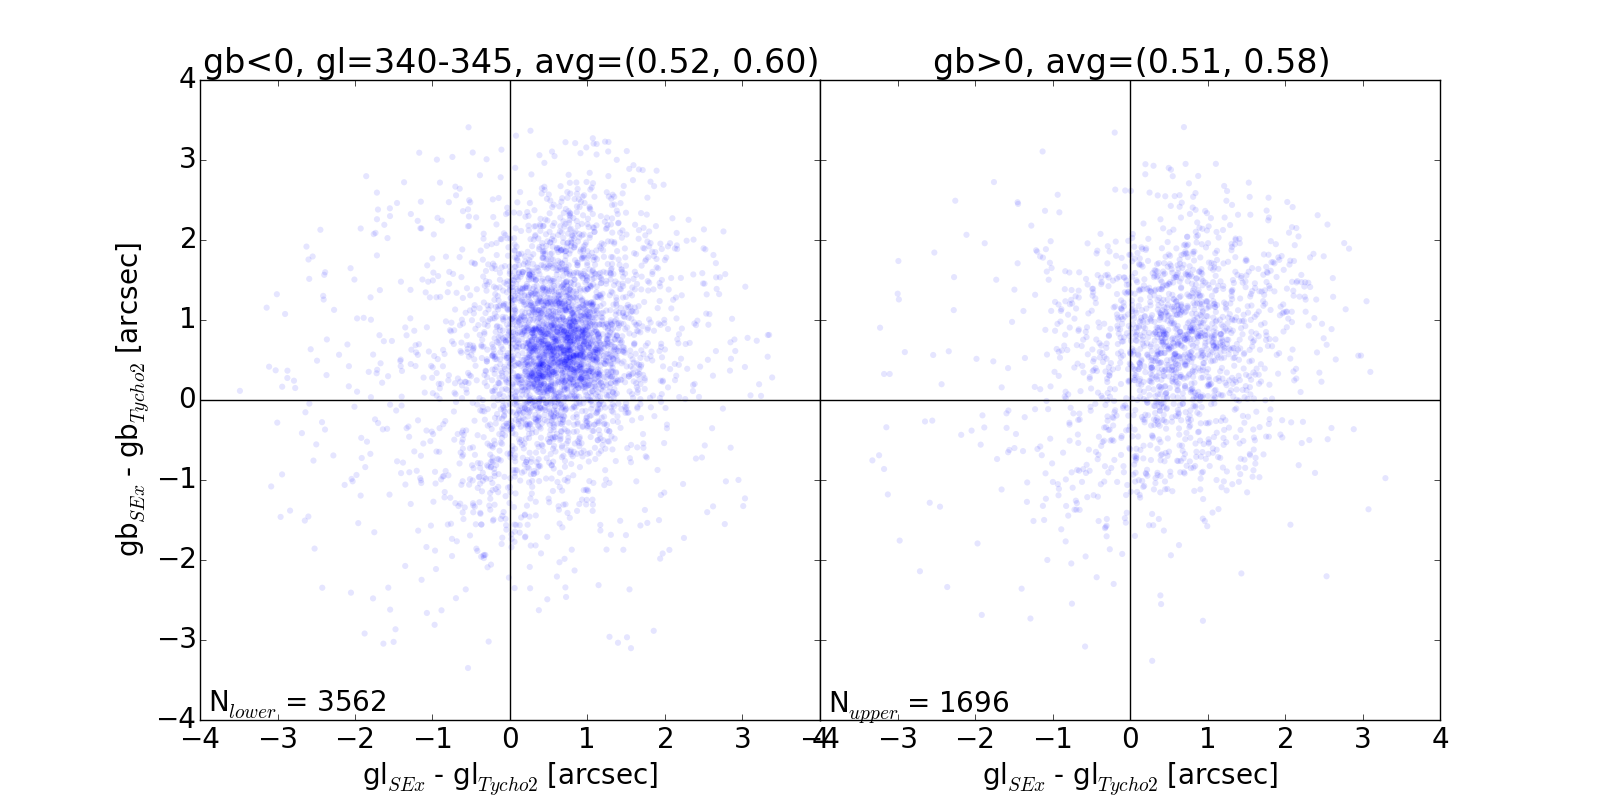 gb<0, gl=340-345, avg=(0.52, 0.60)
gb>0, avg=(0.51, 0.58)
4
3
2
1
0
−1
−2
−3
−4
gb_SEx - gb_Tycho2 [arcsec]
N_lower = 3562
N_upper = 1696
−4 −3 −2 −1 0 1 2 3 4
−4 −3 −2 −1 0 1 2 3 4
gl_SEx - gl_Tycho2 [arcsec]
gl_SEx - gl_Tycho2 [arcsec]